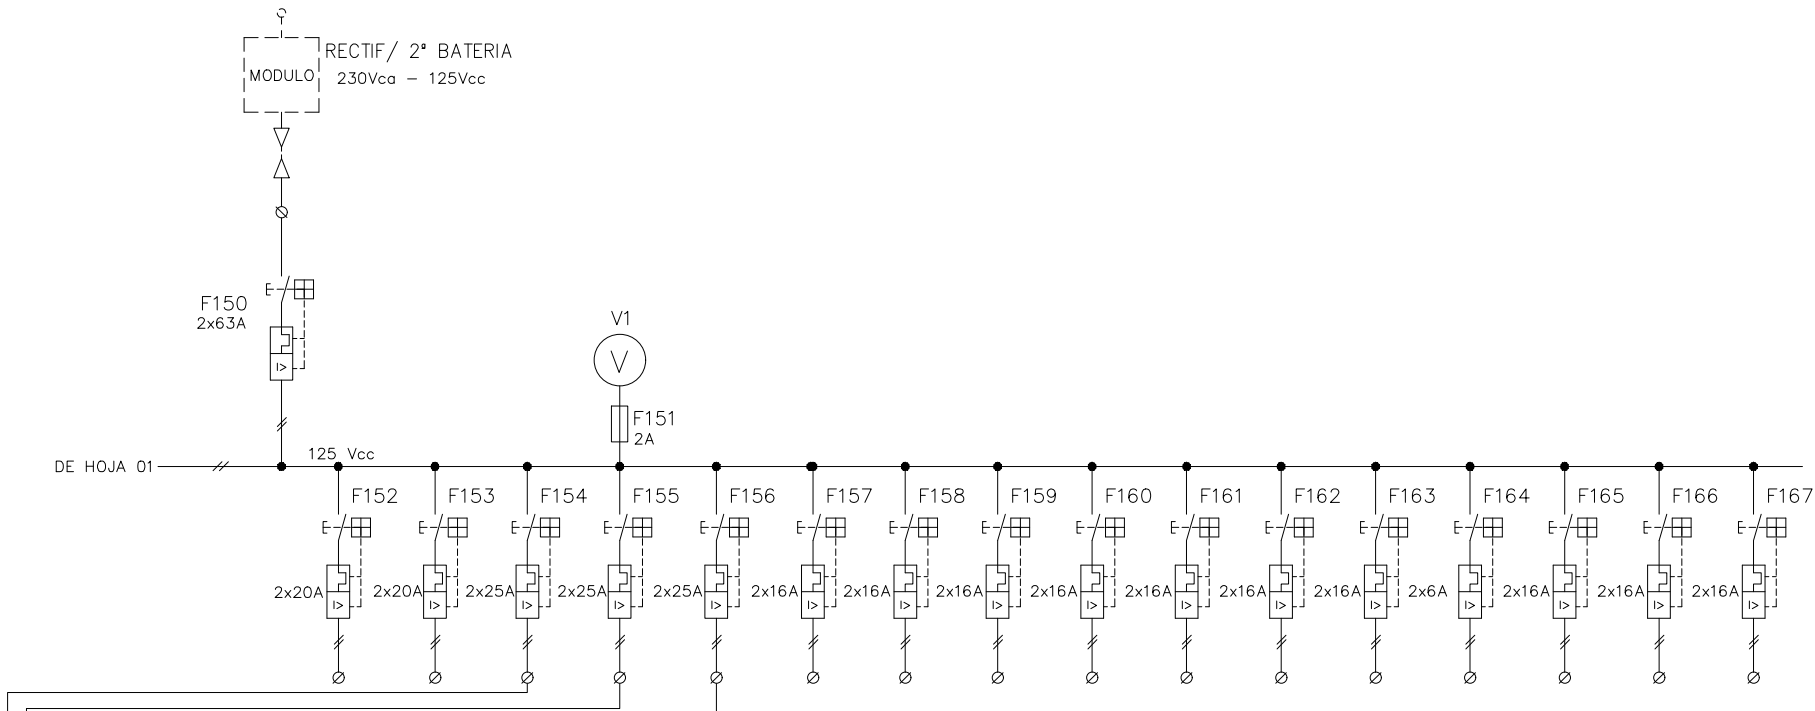 RECTIF/ 2ª BATERIA
MODULO
230Vca - 125Vcc
F150
2x63A
I>
V1
V
F151
2A
DE HOJA 01
125 Vcc
F152 F153 F154 F155 F156 F157 F158 F159 F160 F161 F162 F163 F164 F165 F166 F167
2x20A 2x20A 2x25A 2x25A 2x25A 2x16A 2x16A 2x16A 2x16A 2x16A 2x16A 2x16A 2x6A 2x16A 2x16A 2x16A
I> I> I> I> I> I> I> I> I> I> I> I> I> I> I> I>